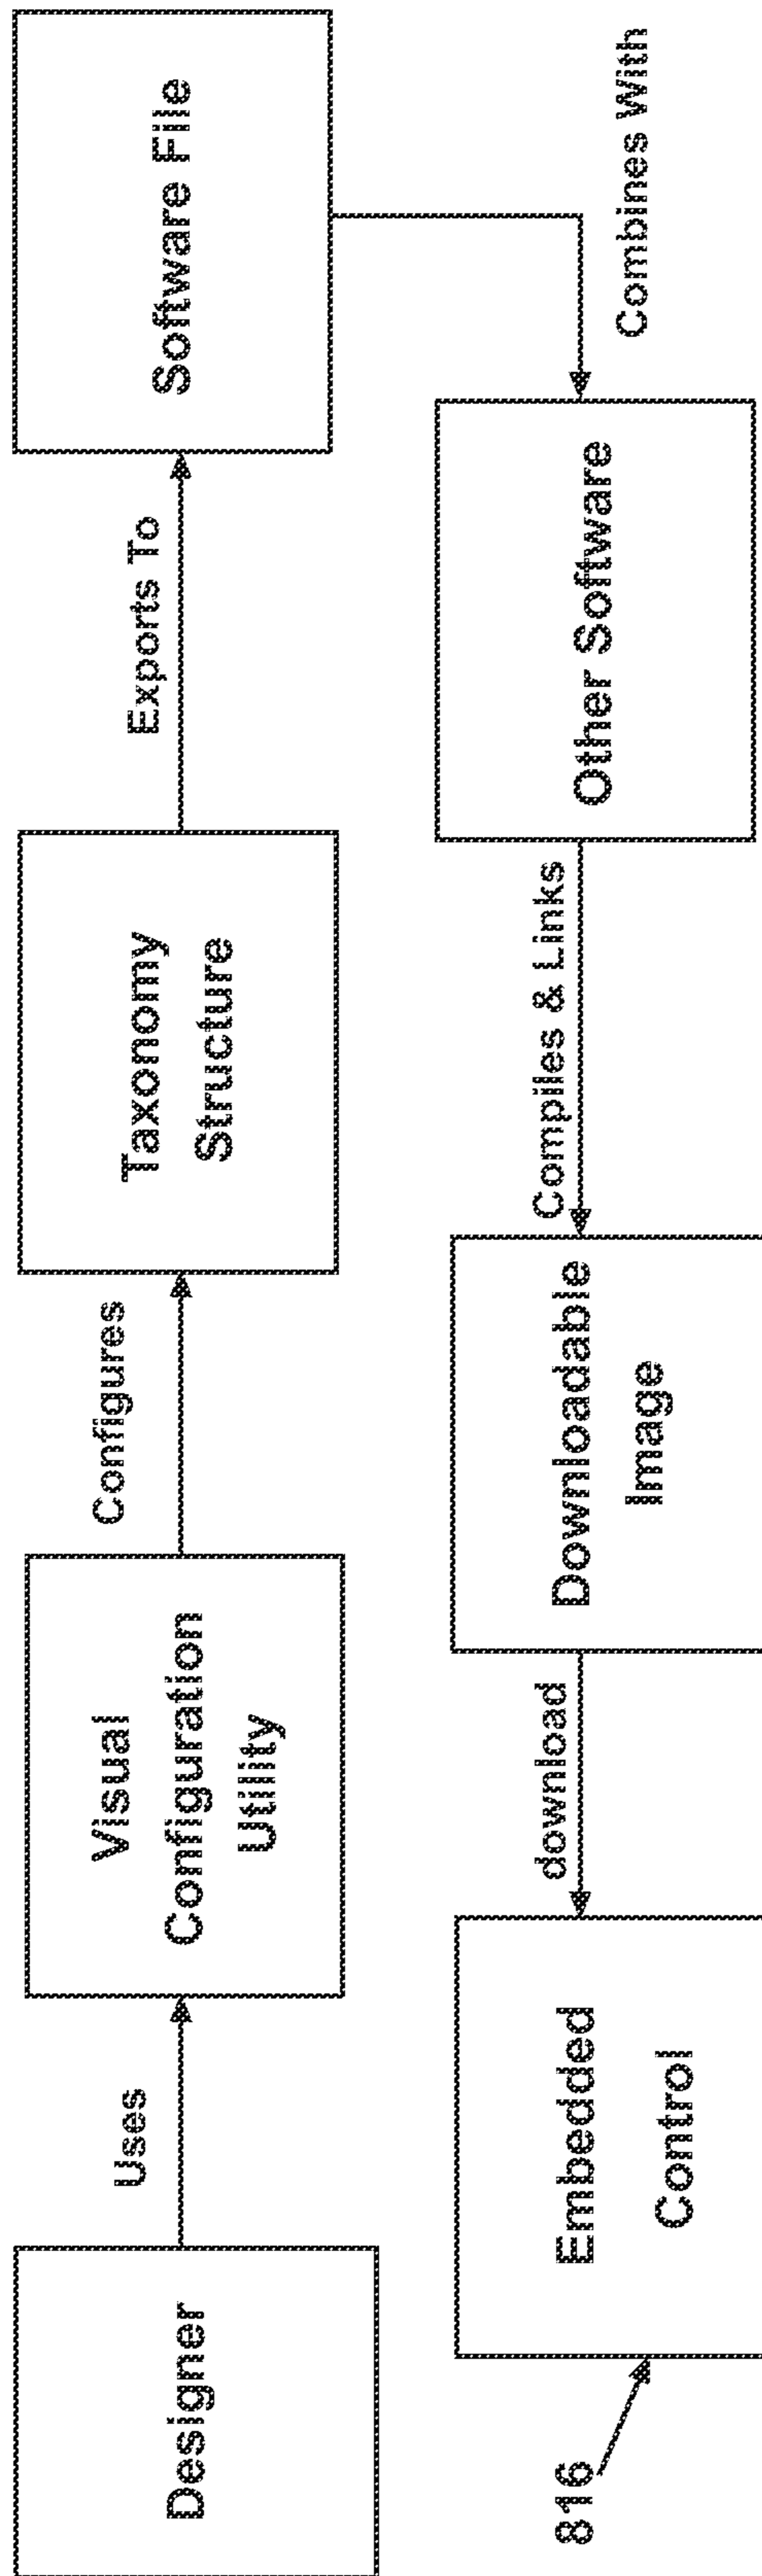 Designer
Uses
Visual
Configuration
Utility
Configures
Taxonomy
Structure
Exports To
Software File
Combines With
Other Software
Compiles & Links
Downloadable
Image
download
Embedded
Control
816